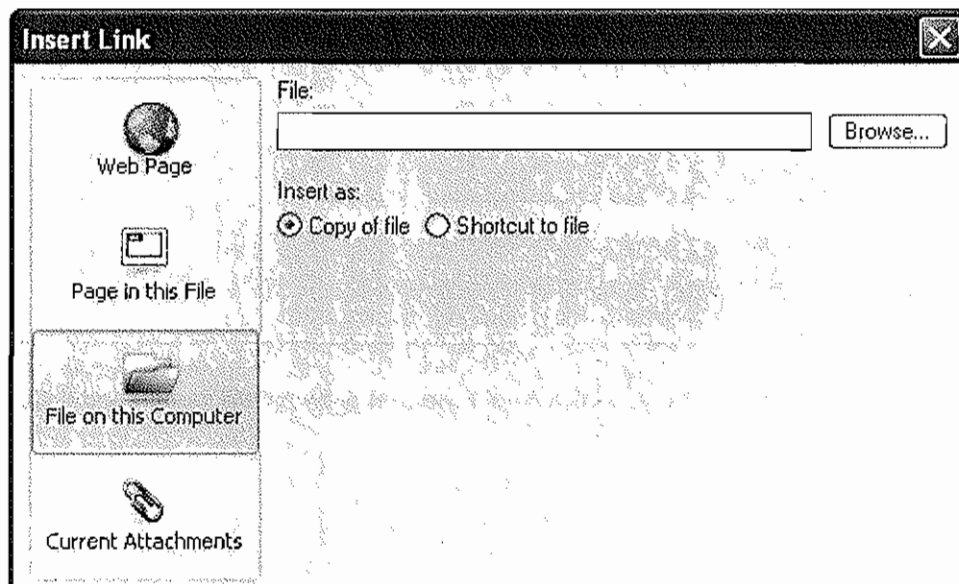 Insert Link
Web Page
Page in this File
File on this Computer
Current Attachments
File:
Browse...
Insert as:
Copy of file Shortcut to file